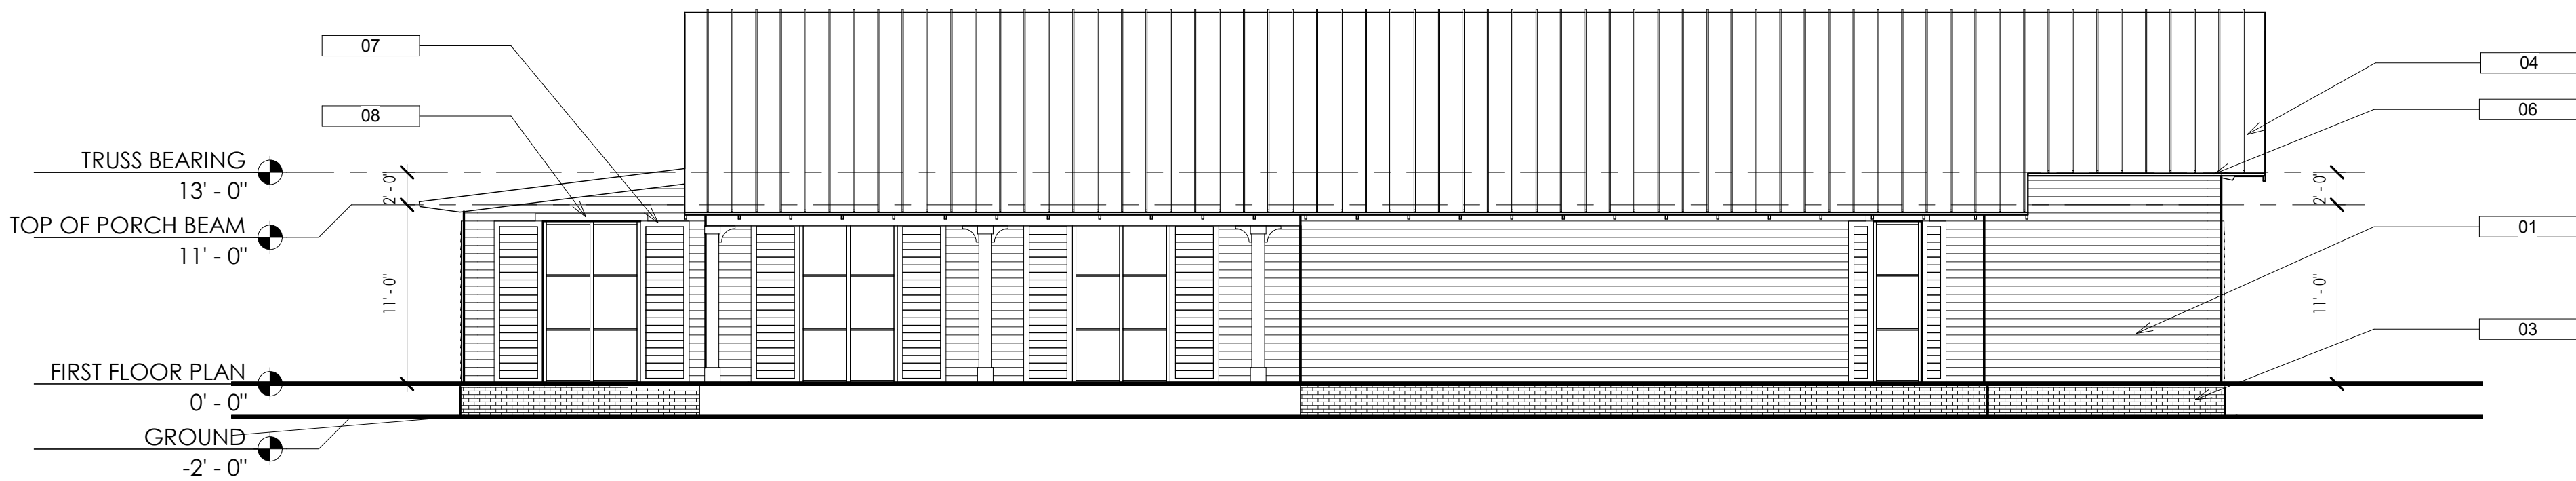 07
04
06
08
TRUSS BEARING
13' - 0"
2' - 0"
2' - 0"
TOP OF PORCH BEAM
11' - 0"
01
11' - 0"
11' - 0"
03
FIRST FLOOR PLAN
0' - 0"
GROUND
-2' - 0"